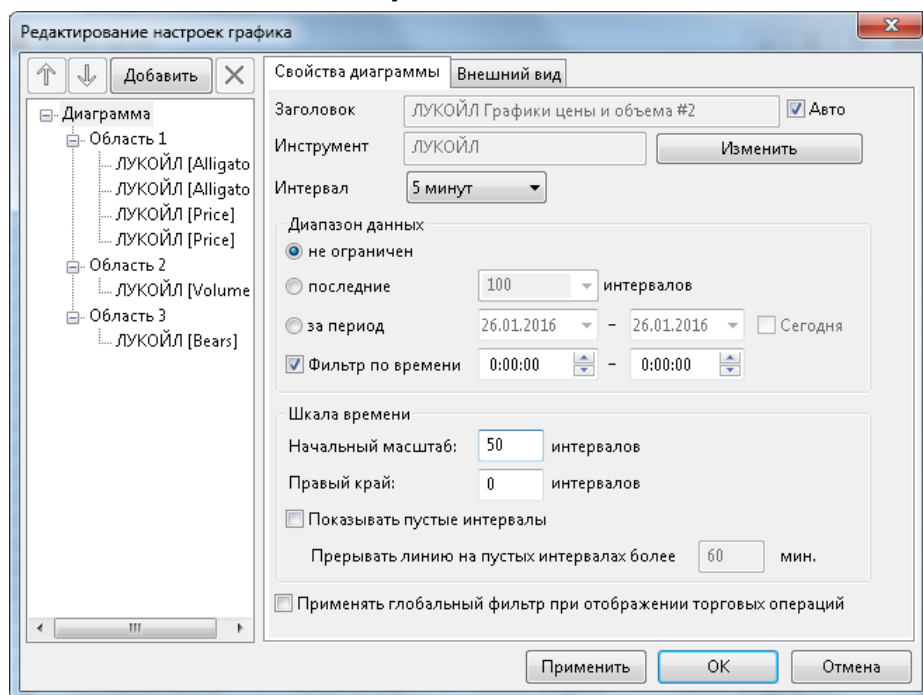 Редактирование настроек графика
Добавить
Диаграмма
Область 1
ЛУКОЙЛ [Alligato
ЛУКОЙЛ [Alligato
ЛУКОЙЛ [Price]
ЛУКОЙЛ [Price]
Область 2
ЛУКОЙЛ [Volume
Область 3
ЛУКОЙЛ [Bears]
Свойства диаграммы Внешний вид
Заголовок ЛУКОЙЛ Графики цены и объема #2 Авто
Инструмент ЛУКОЙЛ Изменить
Интервал 5 минут
Диапазон данных
не ограничен
последние 100 интервалов
за период 26.01.2016 – 26.01.2016 Сегодня
Фильтр по времени 0:00:00 – 0:00:00
Шкала времени
Начальный масштаб: 50 интервалов
Правый край: 0 интервалов
Показывать пустые интервалы
Прерывать линию на пустых интервалах более 60 мин.
Применять глобальный фильтр при отображении торговых операций
Применить OK Отмена